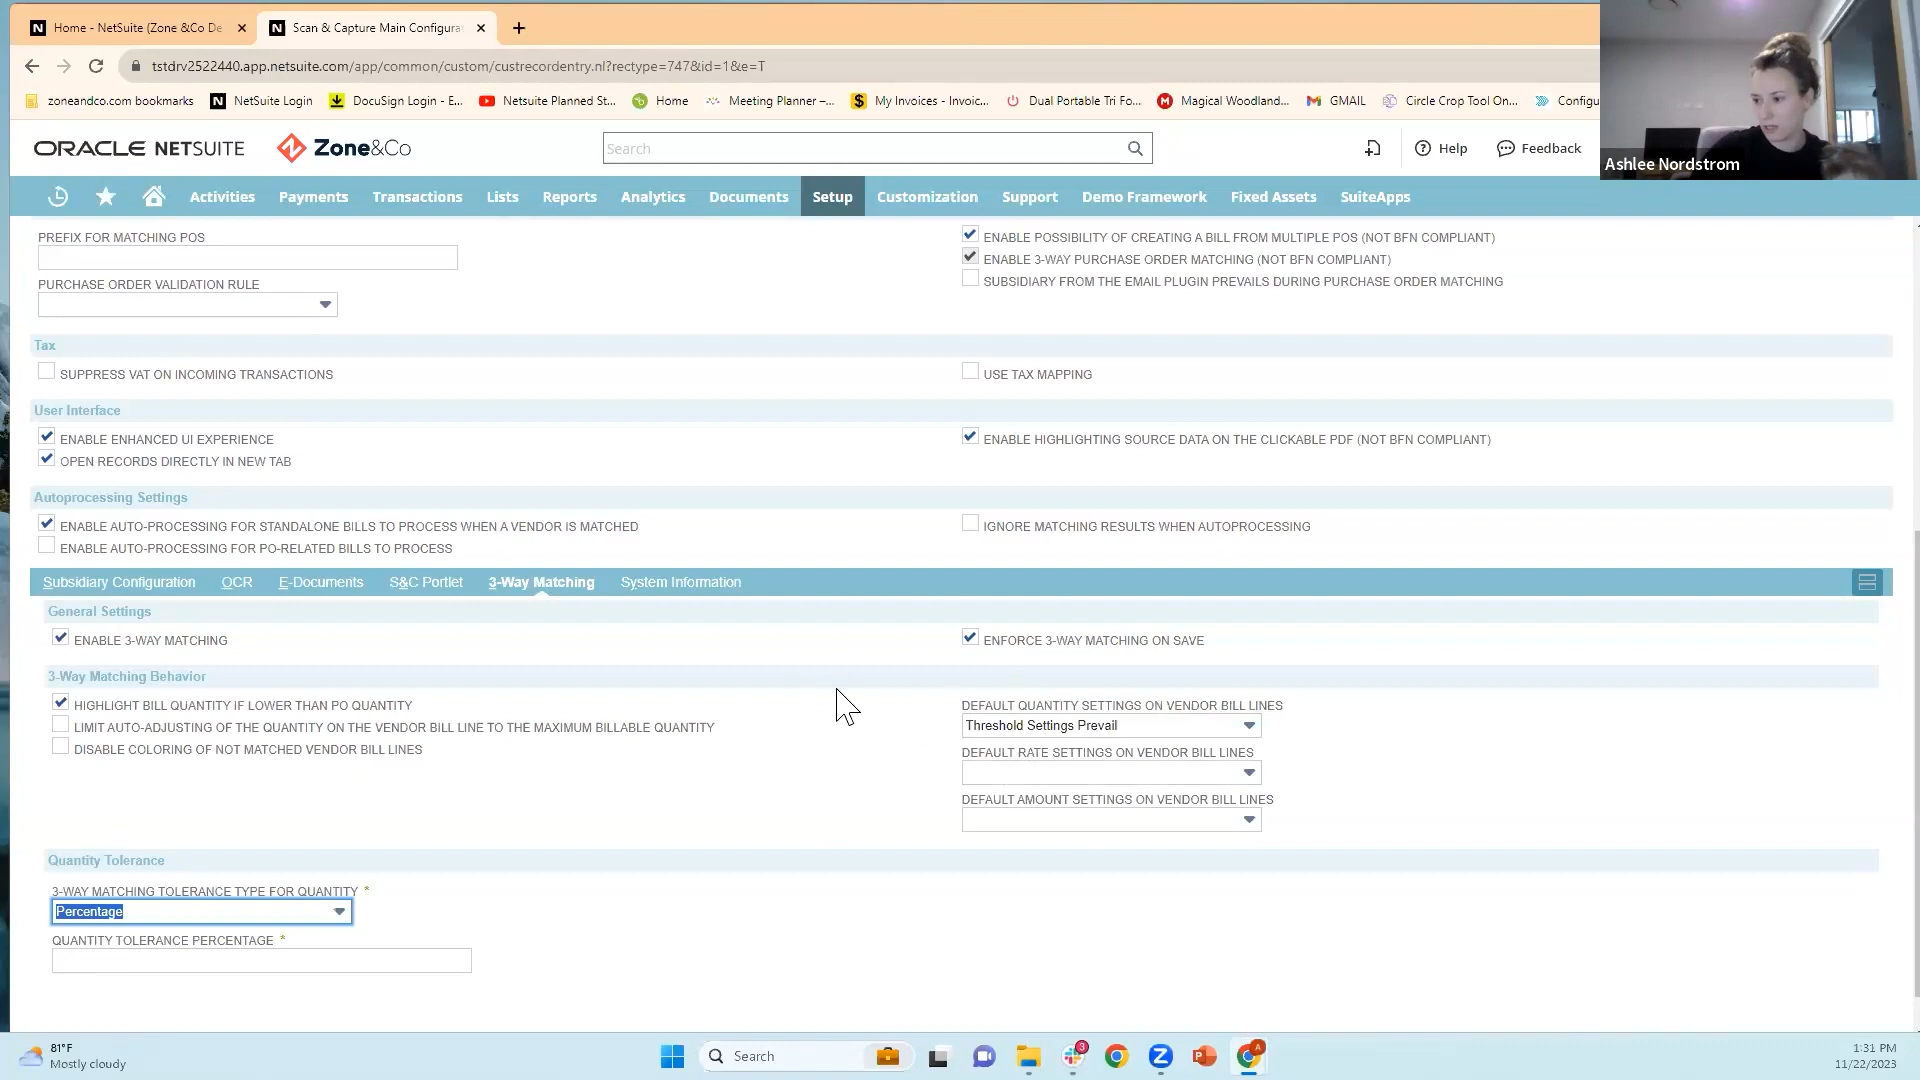 Home - NetSuite (Zone &Co De
Scan & Capture Main Configurat
tstdrv2522440.app.netsuite.com/app/common/custom/custrecordentry.nl?rectype=747&id=1&e=T
zoneandco.com bookmarks
NetSuite Login
DocuSign Login - E...
Netsuite Planned St...
Home
Meeting Planner –...
My Invoices - Invoic...
Dual Portable Tri Fo...
Magical Woodland...
GMAIL
Circle Crop Tool On...
Configu
ORACLE NETSUITE
Zone&Co
Search
Help
Feedback
Ashlee Nordstrom
Activities
Payments
Transactions
Lists
Reports
Analytics
Documents
Setup
Customization
Support
Demo Framework
Fixed Assets
SuiteApps
PREFIX FOR MATCHING POS
ENABLE POSSIBILITY OF CREATING A BILL FROM MULTIPLE POS (NOT BFN COMPLIANT)
ENABLE 3-WAY PURCHASE ORDER MATCHING (NOT BFN COMPLIANT)
PURCHASE ORDER VALIDATION RULE
SUBSIDIARY FROM THE EMAIL PLUGIN PREVAILS DURING PURCHASE ORDER MATCHING
Tax
SUPPRESS VAT ON INCOMING TRANSACTIONS
USE TAX MAPPING
User Interface
ENABLE ENHANCED UI EXPERIENCE
ENABLE HIGHLIGHTING SOURCE DATA ON THE CLICKABLE PDF (NOT BFN COMPLIANT)
OPEN RECORDS DIRECTLY IN NEW TAB
Autoprocessing Settings
ENABLE AUTO-PROCESSING FOR STANDALONE BILLS TO PROCESS WHEN A VENDOR IS MATCHED
IGNORE MATCHING RESULTS WHEN AUTOPROCESSING
ENABLE AUTO-PROCESSING FOR PO-RELATED BILLS TO PROCESS
Subsidiary Configuration
OCR
E-Documents
S&C Portlet
3-Way Matching
System Information
General Settings
ENABLE 3-WAY MATCHING
ENFORCE 3-WAY MATCHING ON SAVE
3-Way Matching Behavior
HIGHLIGHT BILL QUANTITY IF LOWER THAN PO QUANTITY
LIMIT AUTO-ADJUSTING OF THE QUANTITY ON THE VENDOR BILL LINE TO THE MAXIMUM BILLABLE QUANTITY
DISABLE COLORING OF NOT MATCHED VENDOR BILL LINES
DEFAULT QUANTITY SETTINGS ON VENDOR BILL LINES
Threshold Settings Prevail
DEFAULT RATE SETTINGS ON VENDOR BILL LINES
DEFAULT AMOUNT SETTINGS ON VENDOR BILL LINES
Quantity Tolerance
3-WAY MATCHING TOLERANCE TYPE FOR QUANTITY *
Percentage
QUANTITY TOLERANCE PERCENTAGE *
81°F
Mostly cloudy
Search
3
1:31 PM
11/22/2023